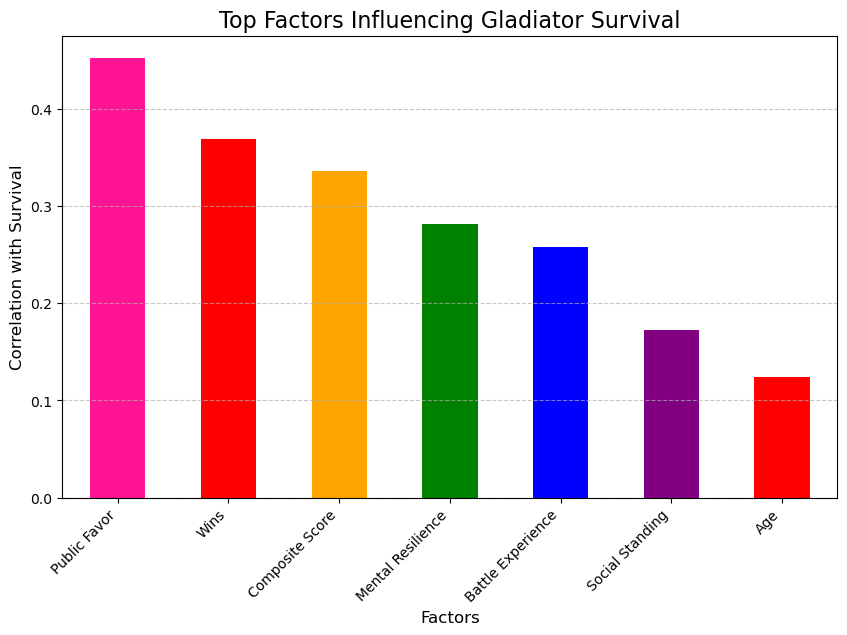 Top Factors Influencing Gladiator Survival
Correlation with Survival
0.4
0.3
0.2
0.1
0.0
Public Favor
Wins
Composite Score
Mental Resilience
Battle Experience
Social Standing
Age
Factors